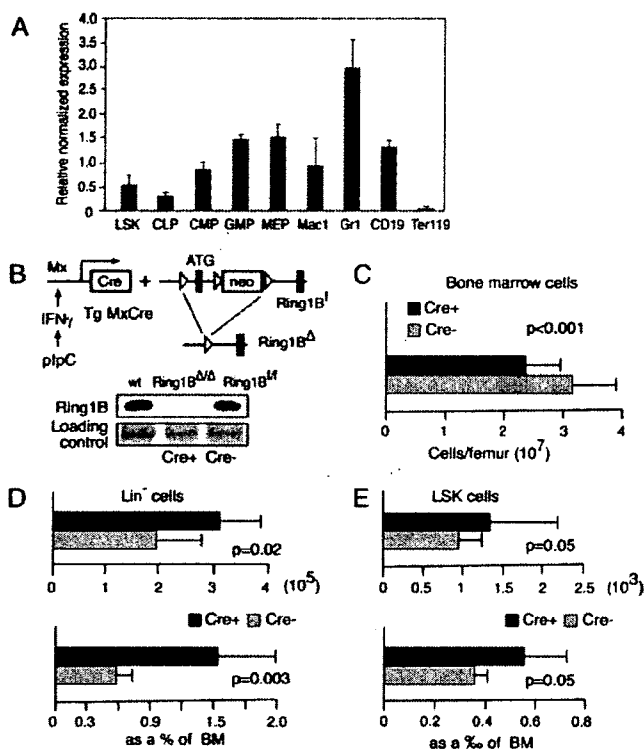 A
Relative normalized expression
4.0
3.5
3.0
2.5
2.0
1.5
1.0
0.5
0
LSK CLP CMP GMP MEP Mac1 Gr1 CD19 Ter119
B
Mx
Cre
+
ATG
neo
Ring1B^f
IFNγ
Tg MxCre
pIpC
Ring1B^Δ
wt Ring1B^Δ/Δ Ring1B^f/f
Ring1B
Loading control
Cre+ Cre-
C
Bone marrow cells
Cre+
Cre-
p<0.001
0 1 2 3 4
Cells/femur (10^7)
D
Lin^- cells
p=0.02
0 1 2 3 4 (10^5)
Cre+ Cre-
p=0.003
0 0.3 0.9 1.5 2.0
as a % of BM
E
LSK cells
p=0.05
0 0.5 1 1.5 2 2.5 (10^3)
Cre+ Cre-
p=0.05
0 0.2 0.4 0.6 0.8
as a ‰ of BM